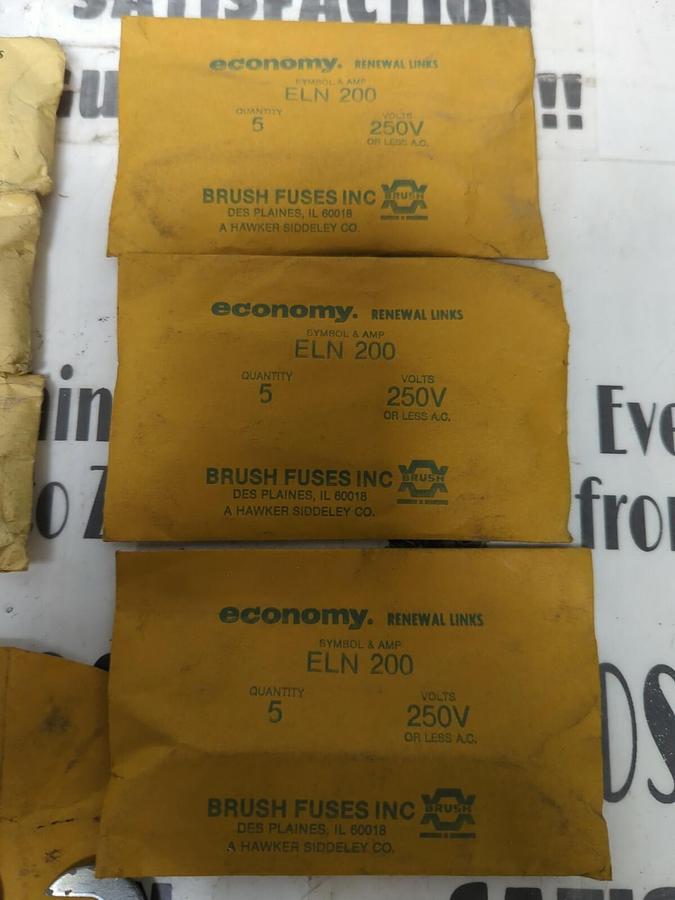 SATISFACTION
!!
economy. RENEWAL LINKS
SYMBOL & AMP
ELN 200
QUANTITY VOLTS
5 250V
OR LESS A.C.
BRUSH FUSES INC BRUSH
DES PLAINES, IL 60018
A HAWKER SIDDELEY CO.
economy. RENEWAL LINKS
SYMBOL & AMP
ELN 200
QUANTITY VOLTS
5 250V
OR LESS A.C.
BRUSH FUSES INC BRUSH
DES PLAINES, IL 60018
A HAWKER SIDDELEY CO.
economy. RENEWAL LINKS
SYMBOL & AMP
ELN 200
QUANTITY VOLTS
5 250V
OR LESS A.C.
BRUSH FUSES INC BRUSH
DES PLAINES, IL 60018
A HAWKER SIDDELEY CO.